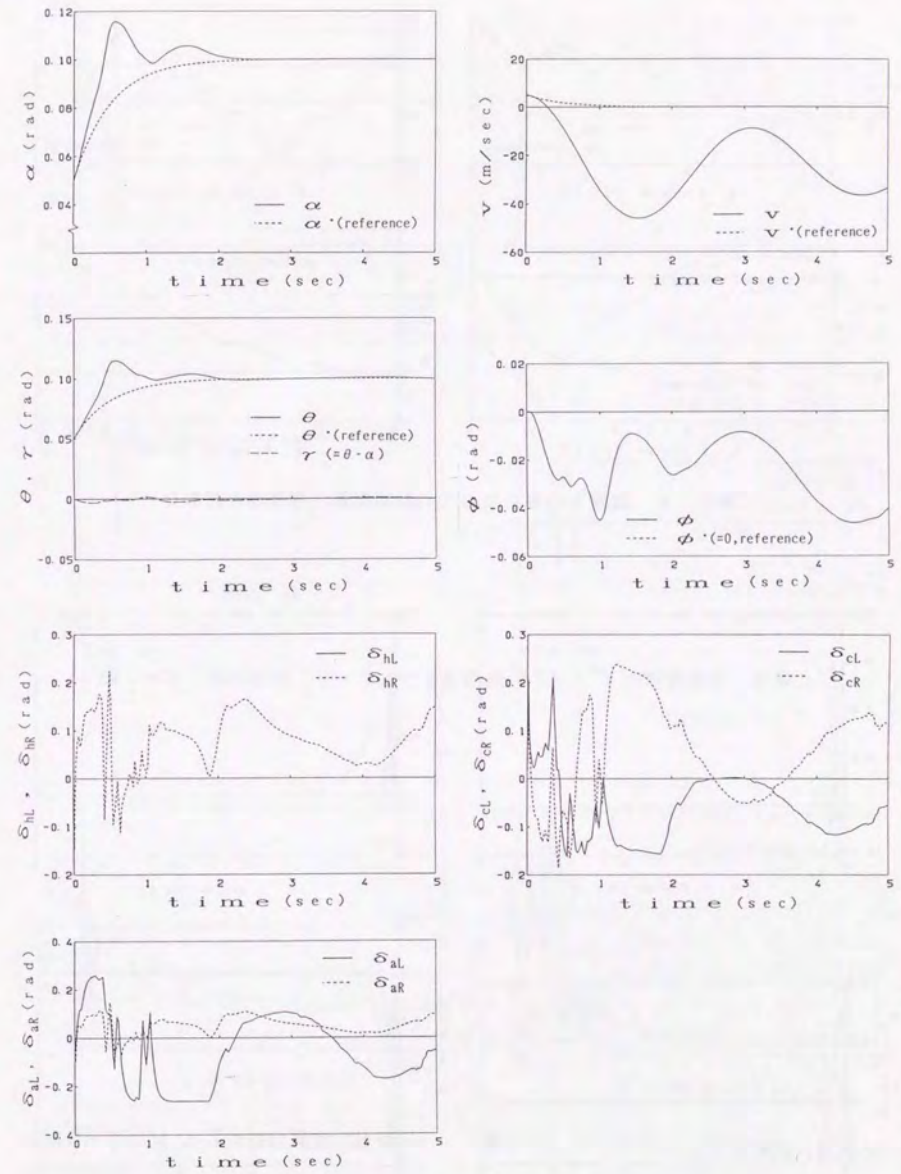 0.12
0.10
0.08
0.06
0.04
α (rad)
α
α*(reference)
0 1 2 3 4 5
time(sec)
20
0
-20
-40
-60
v (m/sec)
v
v*(reference)
0 1 2 3 4 5
time(sec)
0.15
0.10
0.05
0
-0.05
θ, γ (rad)
θ
θ*(reference)
γ (=θ-α)
0 1 2 3 4 5
time(sec)
0.02
0
-0.02
-0.04
-0.06
φ (rad)
φ
φ*(=0,reference)
0 1 2 3 4 5
time(sec)
0.3
0.2
0.1
0
-0.1
-0.2
δhL, δhR(rad)
δhL
δhR
0 1 2 3 4 5
time(sec)
0.3
0.2
0.1
0
-0.1
-0.2
δcL, δcR(rad)
δcL
δcR
0 1 2 3 4 5
time(sec)
0.4
0.2
0
-0.2
-0.4
δaL, δaR(rad)
δaL
δaR
0 1 2 3 4 5
time(sec)